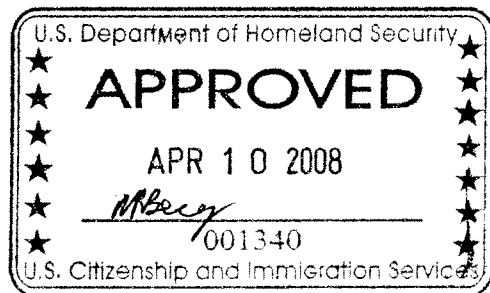 U.S. Department of Homeland Security
APPROVED
APR 10 2008
001340
U.S. Citizenship and Immigration Services